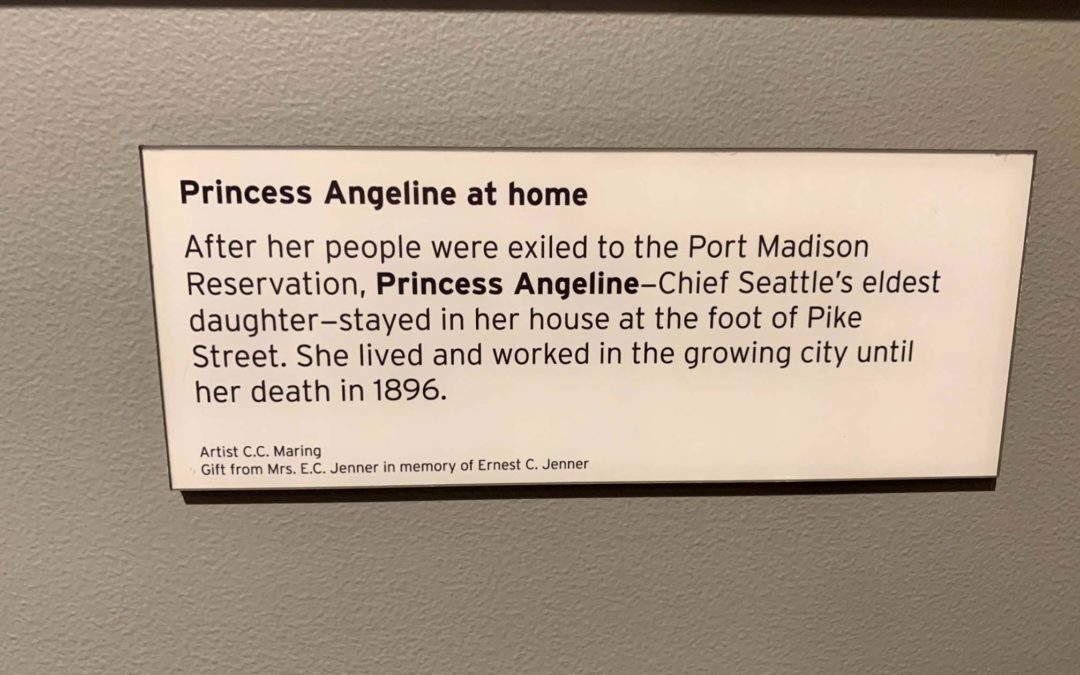 Princess Angeline at home
After her people were exiled to the Port Madison
Reservation, Princess Angeline–Chief Seattle's eldest
daughter–stayed in her house at the foot of Pike
Street. She lived and worked in the growing city until
her death in 1896.
Artist C.C. Maring
Gift from Mrs. E.C. Jenner in memory of Ernest C. Jenner